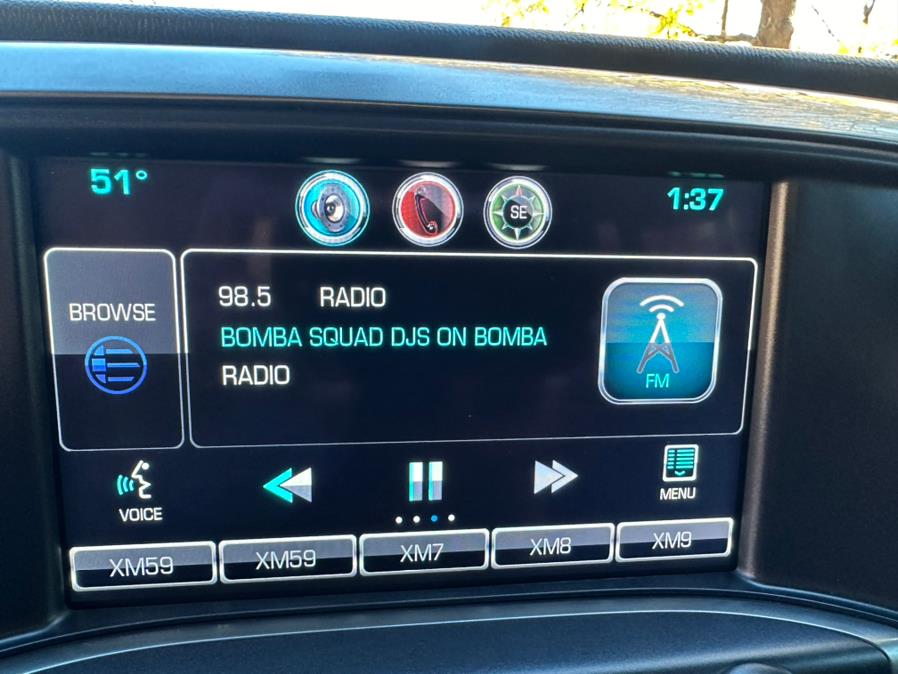 51°
SE
1:37
BROWSE
98.5 RADIO
BOMBA SQUAD DJS ON BOMBA
RADIO
FM
VOICE
MENU
XM59 XM59 XM7 XM8 XM9